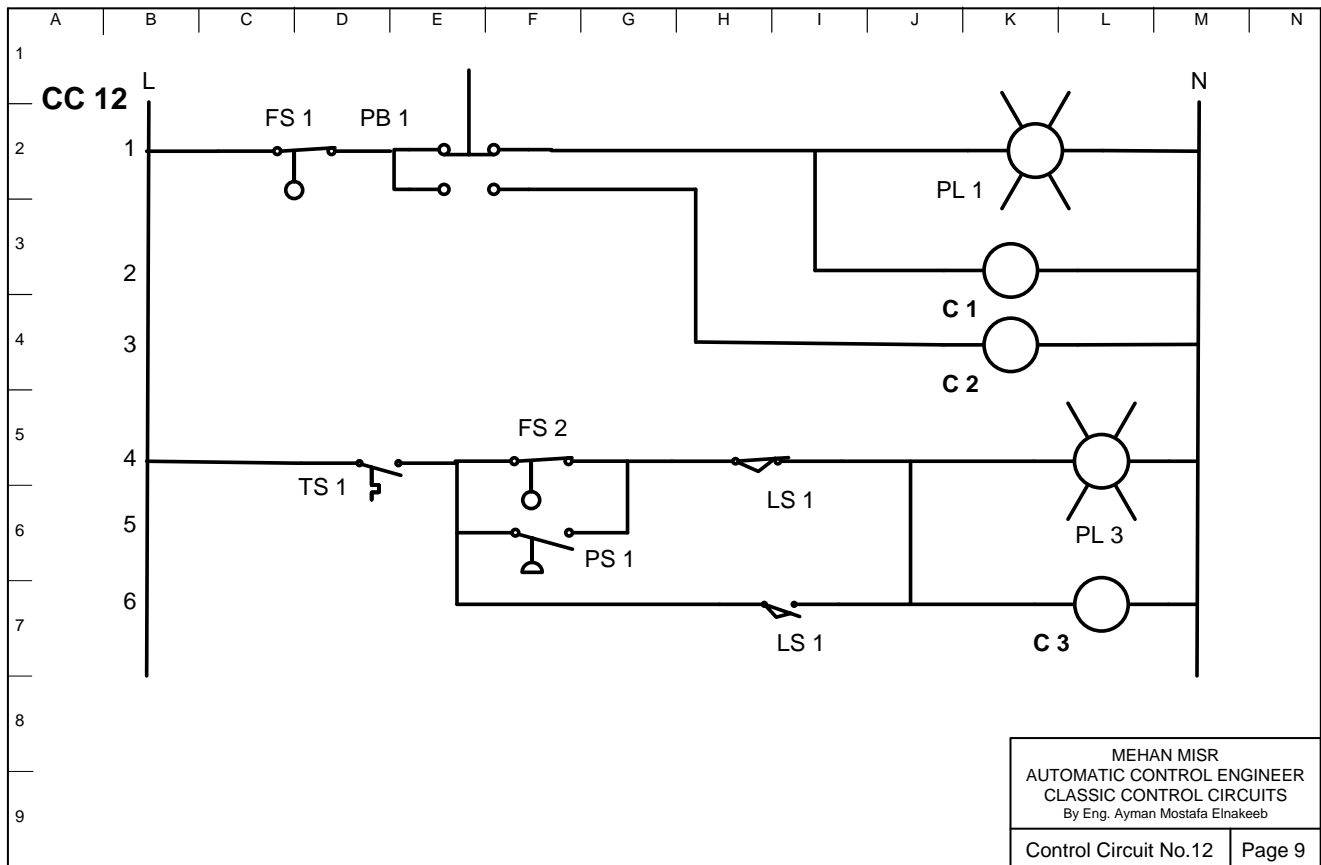 A B C D E F G H I J K L M N
1
L N
CC 12
FS 1 PB 1
2
1
PL 1
3
2
C 1
4
3
C 2
5
FS 2
4
TS 1
LS 1
6
5
PL 3
PS 1
6
7
LS 1
C 3
8
MEHAN MISR
AUTOMATIC CONTROL ENGINEER
CLASSIC CONTROL CIRCUITS
By Eng. Ayman Mostafa Elnakeeb
9
Control Circuit No.12 Page 9